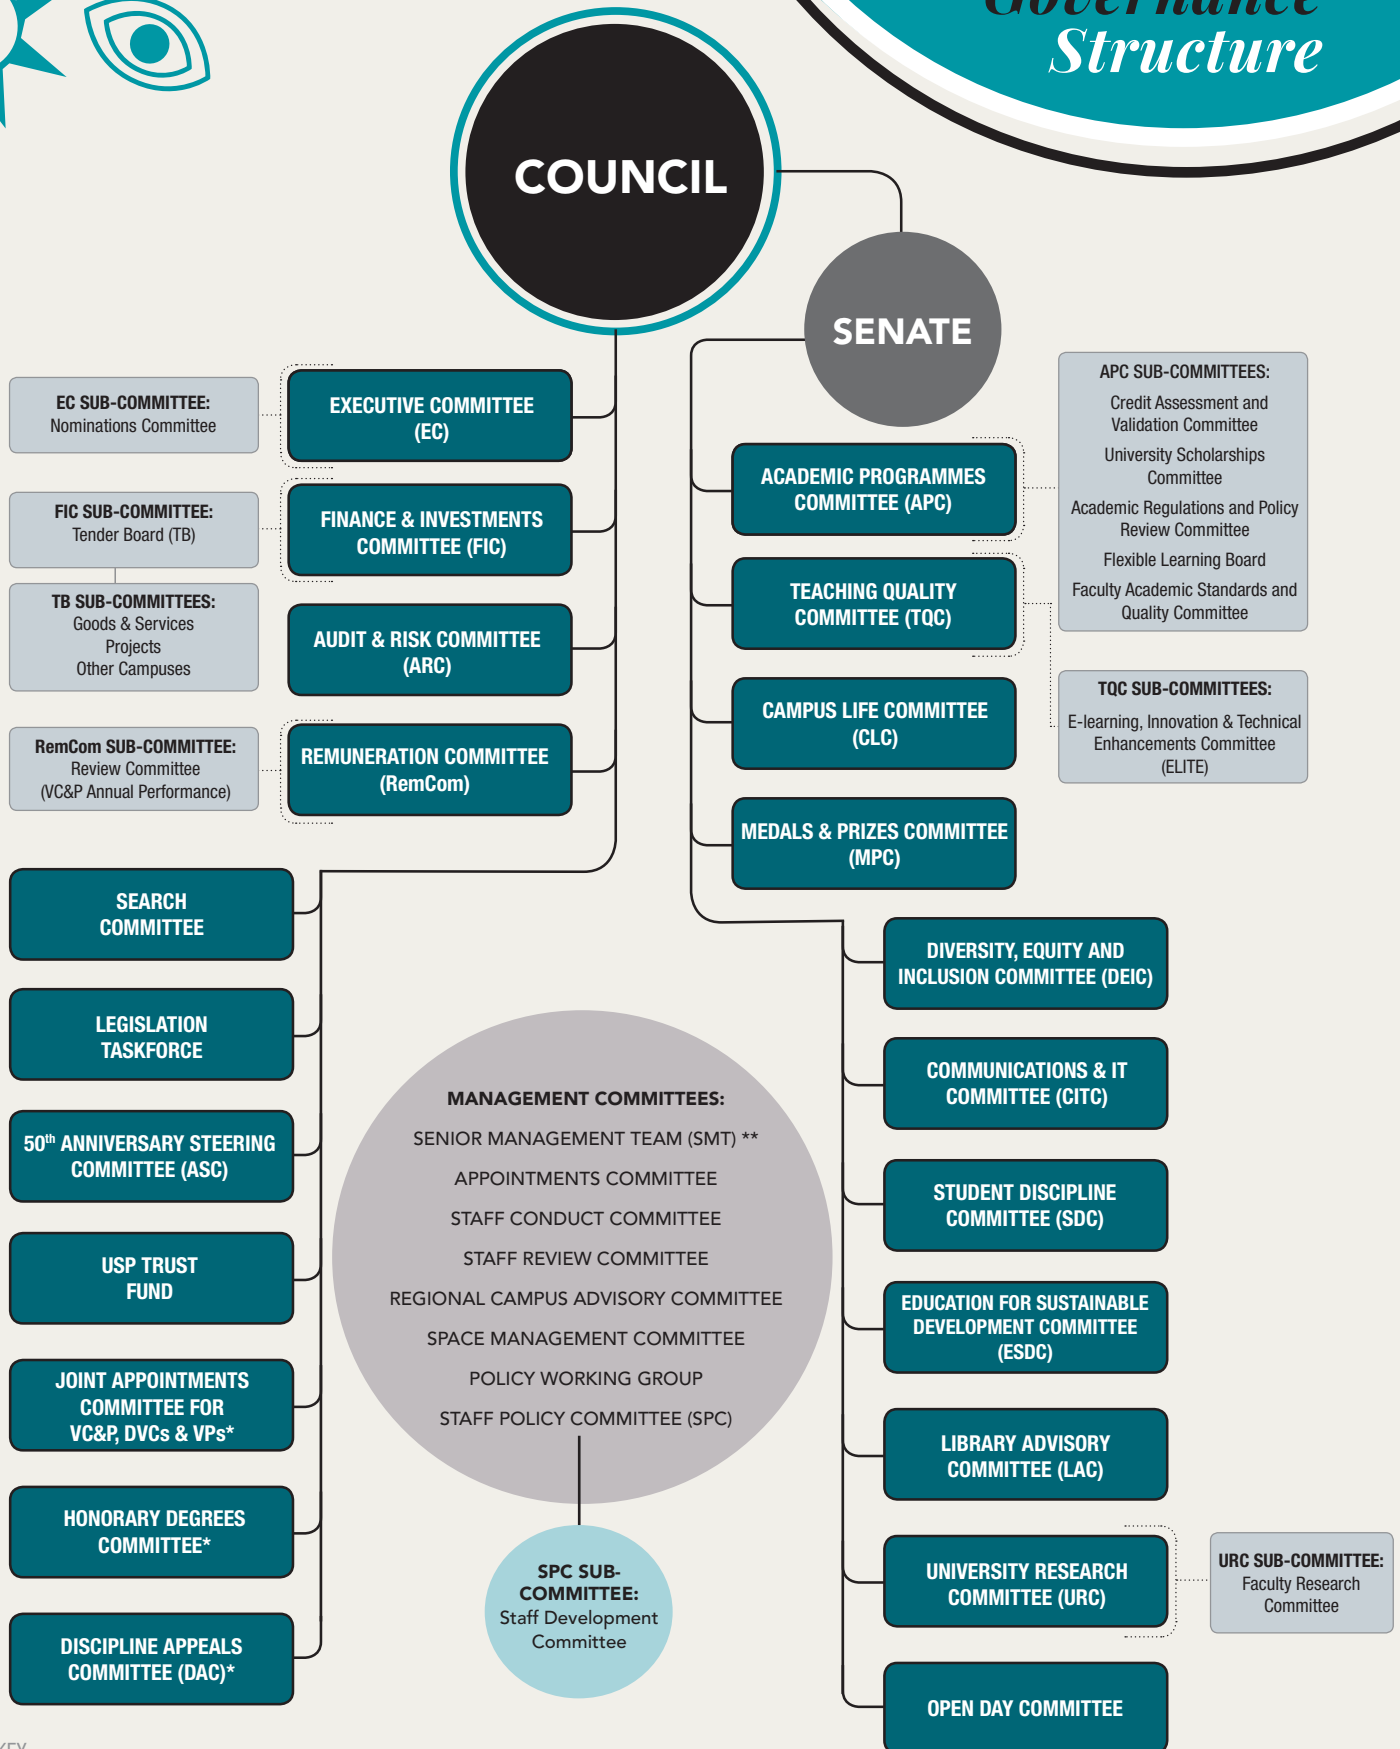 Governance
Structure
COUNCIL
SENATE
EC SUB-COMMITTEE:
Nominations Committee
EXECUTIVE COMMITTEE
(EC)
FIC SUB-COMMITTEE:
Tender Board (TB)
FINANCE & INVESTMENTS
COMMITTEE (FIC)
TB SUB-COMMITTEES:
Goods & Services
Projects
Other Campuses
AUDIT & RISK COMMITTEE
(ARC)
RemCom SUB-COMMITTEE:
Review Committee
(VC&P Annual Performance)
REMUNERATION COMMITTEE
(RemCom)
SEARCH
COMMITTEE
LEGISLATION
TASKFORCE
50th ANNIVERSARY STEERING
COMMITTEE (ASC)
USP TRUST
FUND
JOINT APPOINTMENTS
COMMITTEE FOR
VC&P, DVCs & VPs*
HONORARY DEGREES
COMMITTEE*
DISCIPLINE APPEALS
COMMITTEE (DAC)*
MANAGEMENT COMMITTEES:
SENIOR MANAGEMENT TEAM (SMT) **
APPOINTMENTS COMMITTEE
STAFF CONDUCT COMMITTEE
STAFF REVIEW COMMITTEE
REGIONAL CAMPUS ADVISORY COMMITTEE
SPACE MANAGEMENT COMMITTEE
POLICY WORKING GROUP
STAFF POLICY COMMITTEE (SPC)
SPC SUB-
COMMITTEE:
Staff Development
Committee
ACADEMIC PROGRAMMES
COMMITTEE (APC)
APC SUB-COMMITTEES:
Credit Assessment and
Validation Committee
University Scholarships
Committee
Academic Regulations and Policy
Review Committee
Flexible Learning Board
Faculty Academic Standards and
Quality Committee
TEACHING QUALITY
COMMITTEE (TQC)
TQC SUB-COMMITTEES:
E-learning, Innovation & Technical
Enhancements Committee
(ELITE)
CAMPUS LIFE COMMITTEE
(CLC)
MEDALS & PRIZES COMMITTEE
(MPC)
DIVERSITY, EQUITY AND
INCLUSION COMMITTEE (DEIC)
COMMUNICATIONS & IT
COMMITTEE (CITC)
STUDENT DISCIPLINE
COMMITTEE (SDC)
EDUCATION FOR SUSTAINABLE
DEVELOPMENT COMMITTEE
(ESDC)
LIBRARY ADVISORY
COMMITTEE (LAC)
UNIVERSITY RESEARCH
COMMITTEE (URC)
URC SUB-COMMITTEE:
Faculty Research
Committee
OPEN DAY COMMITTEE